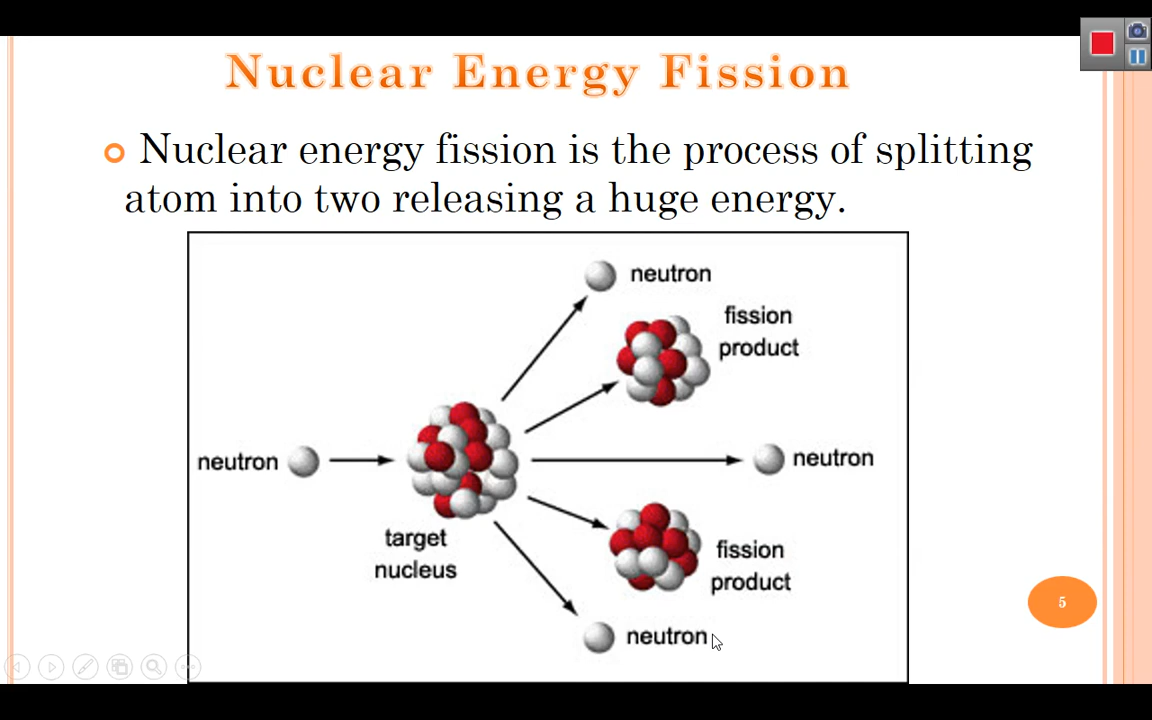 Nuclear Energy Fission
Nuclear energy fission is the process of splitting
atom into two releasing a huge energy.
neutron
fission
product
neutron
neutron
target
nucleus
fission
product
neutron
5